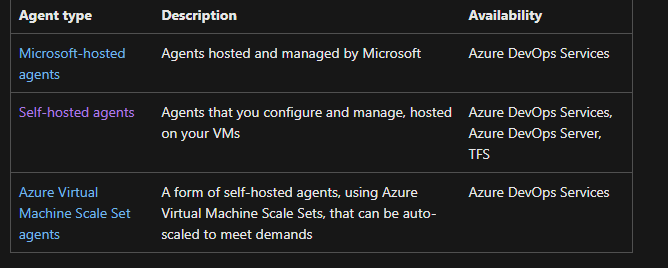 Agent type Description Availability
Microsoft-hosted Agents hosted and managed by Microsoft Azure DevOps Services
agents
Self-hosted agents Agents that you configure and manage, hosted Azure DevOps Services,
on your VMs Azure DevOps Server,
TFS
Azure Virtual A form of self-hosted agents, using Azure Azure DevOps Services
Machine Scale Set Virtual Machine Scale Sets, that can be auto-
agents scaled to meet demands